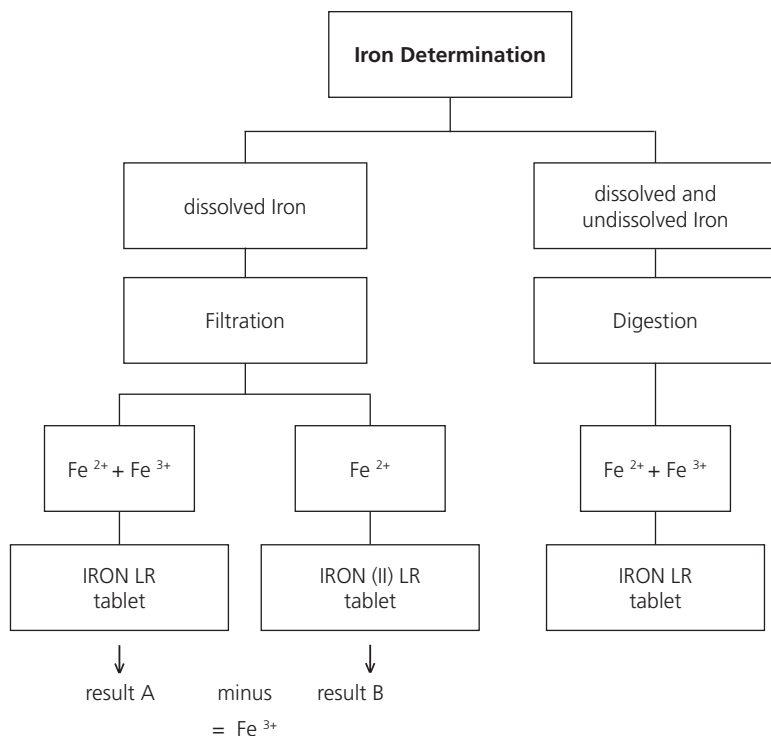 Iron Determination
dissolved Iron
dissolved and
undissolved Iron
Filtration
Digestion
Fe ²⁺ + Fe ³⁺
Fe ²⁺
Fe ²⁺ + Fe ³⁺
IRON LR
tablet
IRON (II) LR
tablet
IRON LR
tablet
result A minus result B
= Fe ³⁺